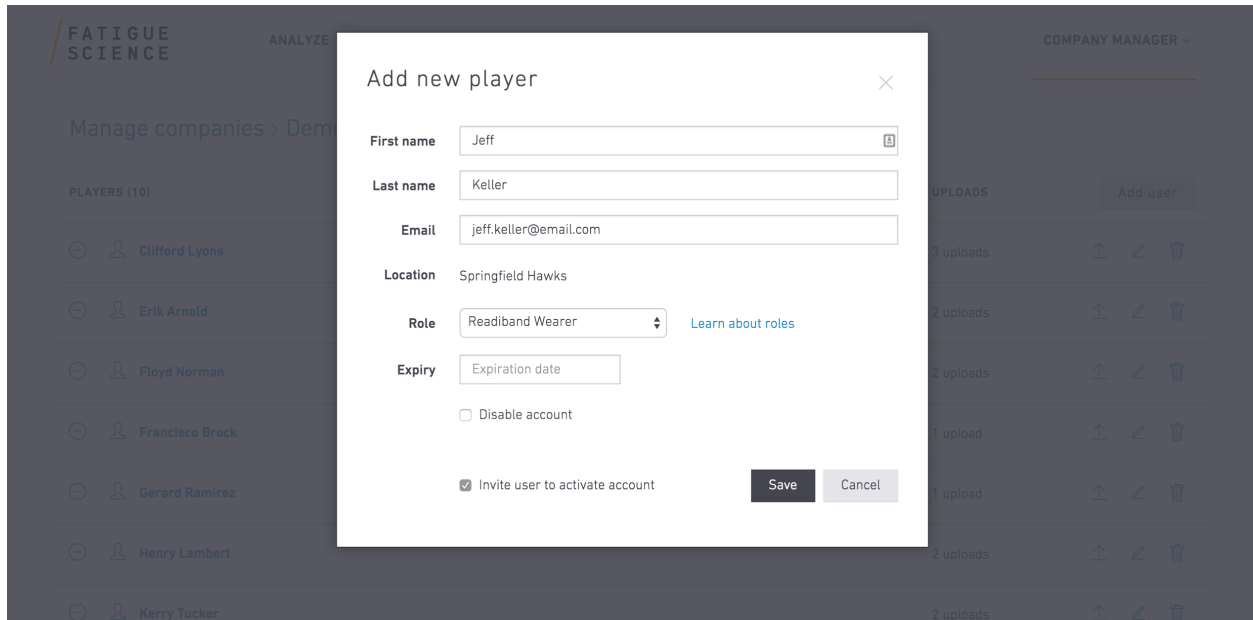 FATIGUE
SCIENCE
ANALYZE
COMPANY MANAGER
Manage companies > Demo
PLAYERS (10)
UPLOADS
Add user
Clifford Lyons
3 uploads
Erik Arnold
2 uploads
Floyd Norman
2 uploads
Francisco Brock
1 upload
Gerard Ramirez
1 upload
Henry Lambert
2 uploads
Kerry Tucker
2 uploads
Add new player
First name
Jeff
Last name
Keller
Email
jeff.keller@email.com
Location
Springfield Hawks
Role
Readiband Wearer
Learn about roles
Expiry
Expiration date
Disable account
Invite user to activate account
Save
Cancel